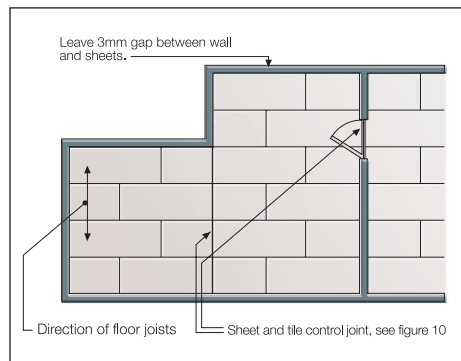 Leave 3mm gap between wall
and sheets.
Direction of floor joists
Sheet and tile control joint, see figure 10